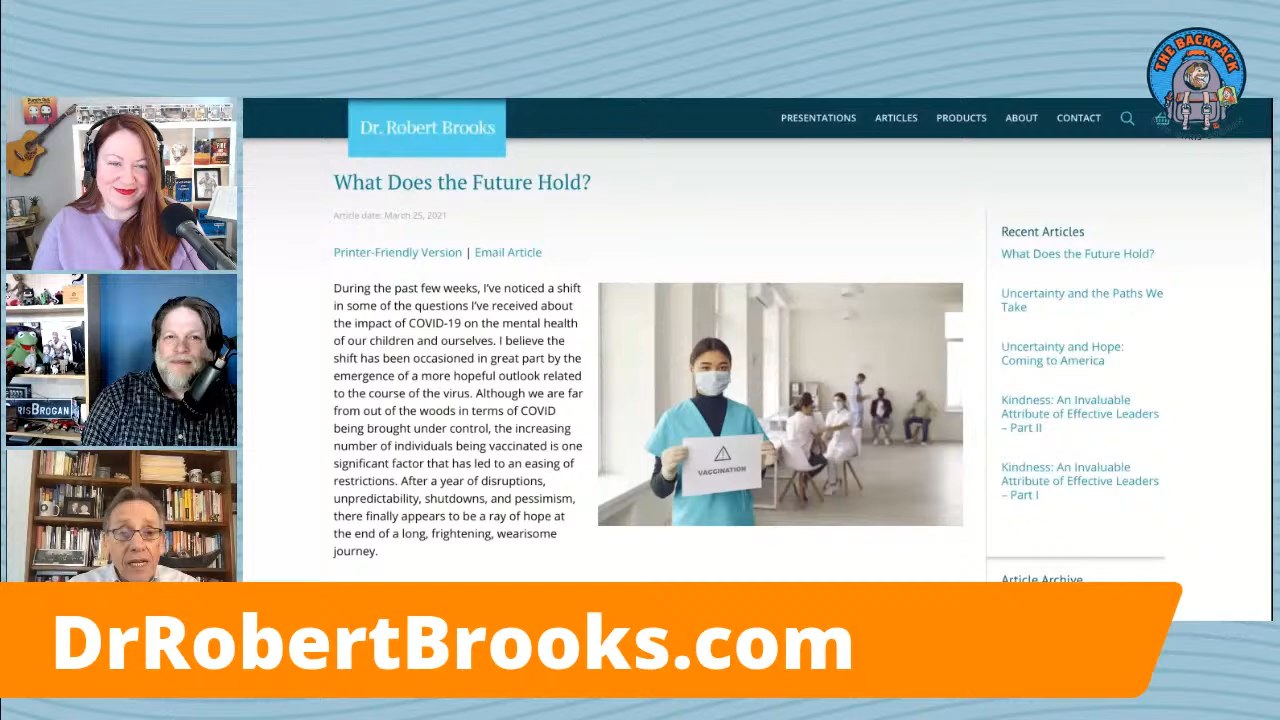 THE BACKPACK
Dr. Robert Brooks
PRESENTATIONS
ARTICLES
PRODUCTS
ABOUT
CONTACT
What Does the Future Hold?
Article date: March 25, 2021
Printer-Friendly Version | Email Article
During the past few weeks, I've noticed a shift
in some of the questions I've received about
the impact of COVID-19 on the mental health
of our children and ourselves. I believe the
shift has been occasioned in great part by the
emergence of a more hopeful outlook related
to the course of the virus. Although we are far
from out of the woods in terms of COVID
being brought under control, the increasing
number of individuals being vaccinated is one
significant factor that has led to an easing of
restrictions. After a year of disruptions,
unpredictability, shutdowns, and pessimism,
there finally appears to be a ray of hope at
the end of a long, frightening, wearisome
journey.
VACCINATION
Recent Articles
What Does the Future Hold?
Uncertainty and the Paths We
Take
Uncertainty and Hope:
Coming to America
Kindness: An Invaluable
Attribute of Effective Leaders
– Part II
Kindness: An Invaluable
Attribute of Effective Leaders
– Part I
Article Archive
RISBROGAN
DrRobertBrooks.com